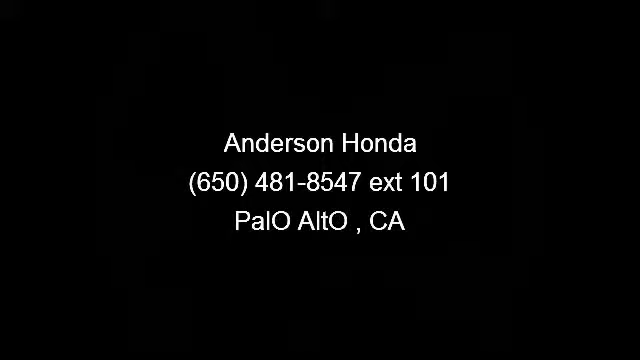 Anderson Honda
(650) 481-8547 ext 101
PalO AltO , CA